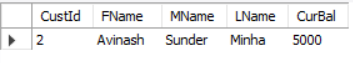 CustId FName MName LName CurBal
2 Avinash Sunder Minha 5000